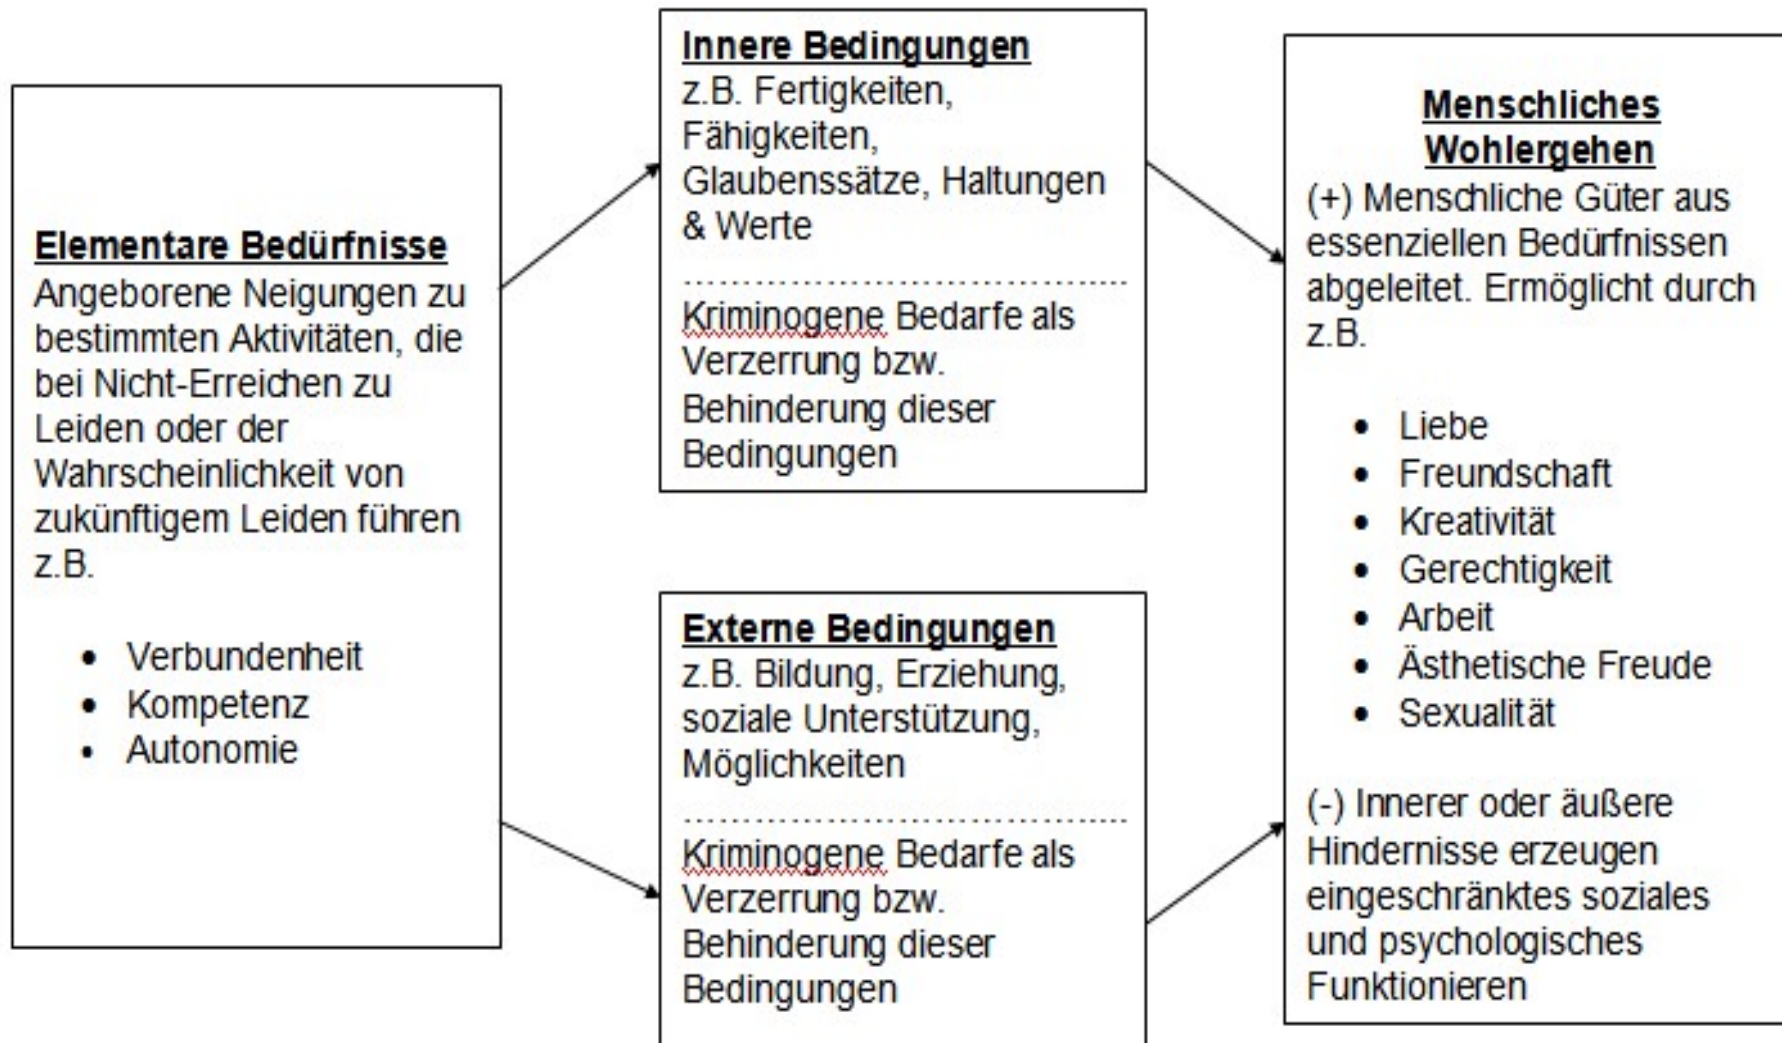 Elementare Bedürfnisse
Angeborene Neigungen zu
bestimmten Aktivitäten, die
bei Nicht-Erreichen zu
Leiden oder der
Wahrscheinlichkeit von
zukünftigem Leiden führen
z.B.
• Verbundenheit
• Kompetenz
• Autonomie
Innere Bedingungen
z.B. Fertigkeiten,
Fähigkeiten,
Glaubenssätze, Haltungen
& Werte
Kriminogene Bedarfe als
Verzerrung bzw.
Behinderung dieser
Bedingungen
Externe Bedingungen
z.B. Bildung, Erziehung,
soziale Unterstützung,
Möglichkeiten
Kriminogene Bedarfe als
Verzerrung bzw.
Behinderung dieser
Bedingungen
Menschliches
Wohlergehen
(+) Menschliche Güter aus
essenziellen Bedürfnissen
abgeleitet. Ermöglicht durch
z.B.
• Liebe
• Freundschaft
• Kreativität
• Gerechtigkeit
• Arbeit
• Ästhetische Freude
• Sexualität
(-) Innerer oder äußere
Hindernisse erzeugen
eingeschränktes soziales
und psychologisches
Funktionieren